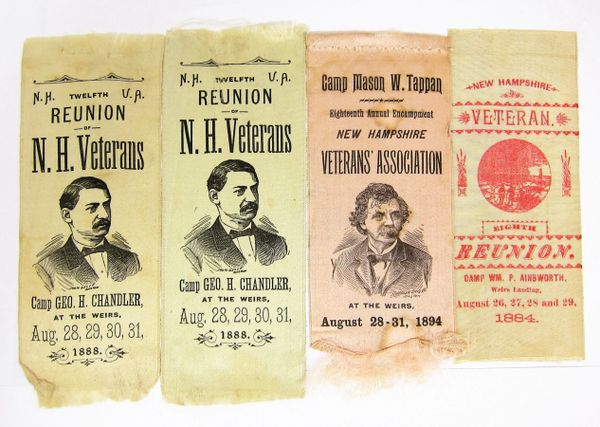 N.H. TWELFTH V.A.
REUNION
OF
N. H. Veterans
Camp GEO. H. CHANDLER,
AT THE WEIRS,
Aug. 28, 29, 30, 31,
1888.
N.H. TWELFTH V.A.
REUNION
OF
N. H. Veterans
Camp GEO. H. CHANDLER,
AT THE WEIRS,
Aug. 28, 29, 30, 31,
1888.
Camp Mason W. Tappan
Eighteenth Annual Encampment
NEW HAMPSHIRE
VETERANS' ASSOCIATION
AT THE WEIRS,
August 28-31, 1894
NEW HAMPSHIRE
VETERAN.
EIGHTH
REUNION.
CAMP WM. P. AINSWORTH,
Weirs Landing,
August 26, 27, 28 and 29,
1884.